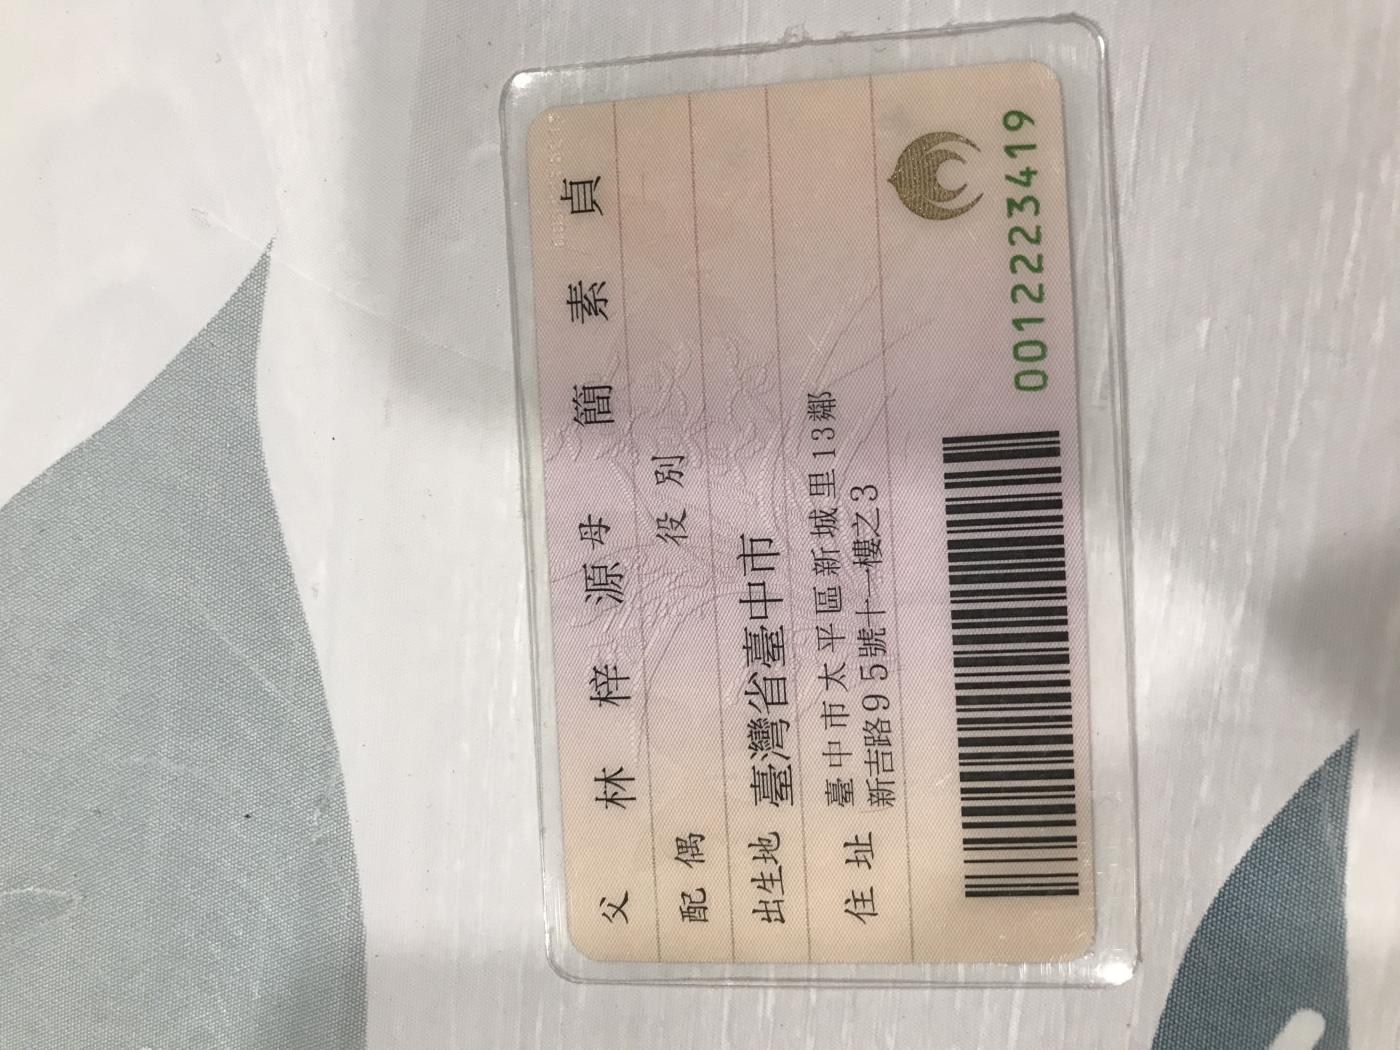 父 林梓源 母 簡素貞
配偶 役別
出生地 臺灣省臺中市
住址 臺中市太平區新城里13鄰
新吉路95號十一樓之3
0012223419